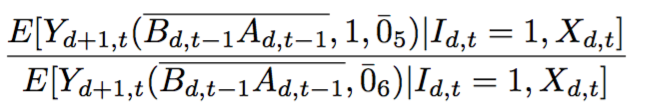 E[Y_{d+1,t}(\overline{B_{d,t−1}A_{d,t−1}}, 1, \bar{0}_5)|I_{d,t} = 1, X_{d,t}]
E[Y_{d+1,t}(\overline{B_{d,t−1}A_{d,t−1}}, \bar{0}_6)|I_{d,t} = 1, X_{d,t}]